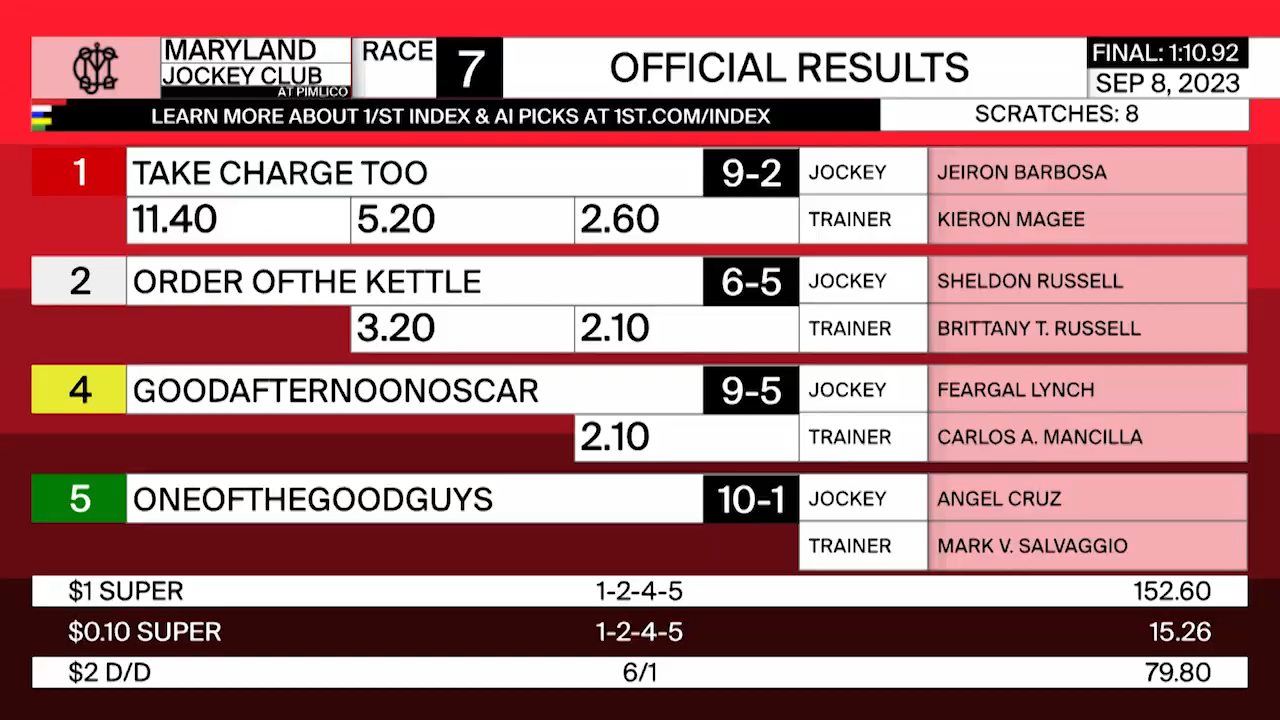 MARYLAND
JOCKEY CLUB
AT PIMLICO
RACE 7
OFFICIAL RESULTS
FINAL: 1:10.92
SEP 8, 2023
LEARN MORE ABOUT 1/ST INDEX & AI PICKS AT 1ST.COM/INDEX
SCRATCHES: 8
1 TAKE CHARGE TOO 9-2 JOCKEY JEIRON BARBOSA
11.40 5.20 2.60 TRAINER KIERON MAGEE
2 ORDER OFTHE KETTLE 6-5 JOCKEY SHELDON RUSSELL
3.20 2.10 TRAINER BRITTANY T. RUSSELL
4 GOODAFTERNOONOSCAR 9-5 JOCKEY FEARGAL LYNCH
2.10 TRAINER CARLOS A. MANCILLA
5 ONEOFTHEGOODGUYS 10-1 JOCKEY ANGEL CRUZ
TRAINER MARK V. SALVAGGIO
$1 SUPER 1-2-4-5 152.60
$0.10 SUPER 1-2-4-5 15.26
$2 D/D 6/1 79.80